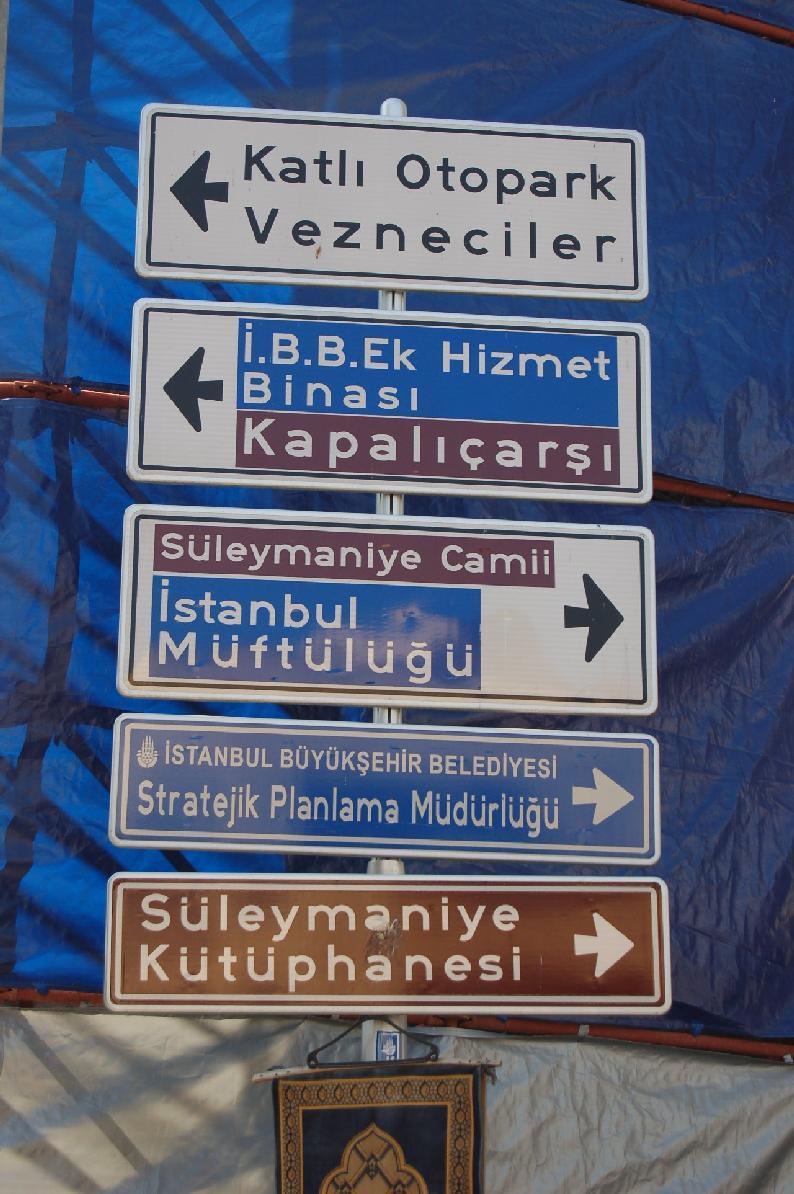 Katlı Otopark
Vezneciler
İ.B.B.Ek Hizmet
Binası
Kapalıçarşı
Süleymaniye Camii
İstanbul
Müftülüğü
İSTANBUL BÜYÜKŞEHİR BELEDİYESİ
Stratejik Planlama Müdürlüğü
Süleymaniye
Kütüphanesi